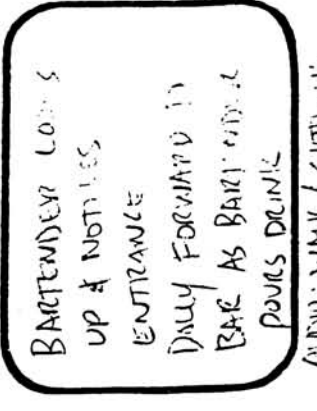 BARTENDER LOOKS
UP & NOTICES
ENTRANCE
DOLLY FORWARD TO
BAR AS BARTENDER
POURS DRINK